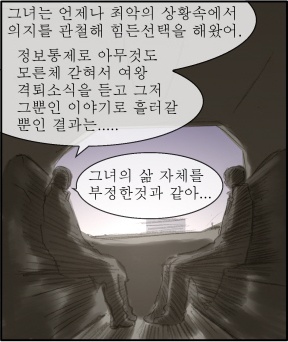 그녀는 언제나 최악의 상황속에서
의지를 관철해 힘든선택을 해왔어.
정보통제로 아무것도
모른체 갇혀서 여왕
격퇴소식을 듣고 그저
그뿐인 이야기로 흘러갈
뿐인 결과는.....
그녀의 삶 자체를
부정한것과 같아...